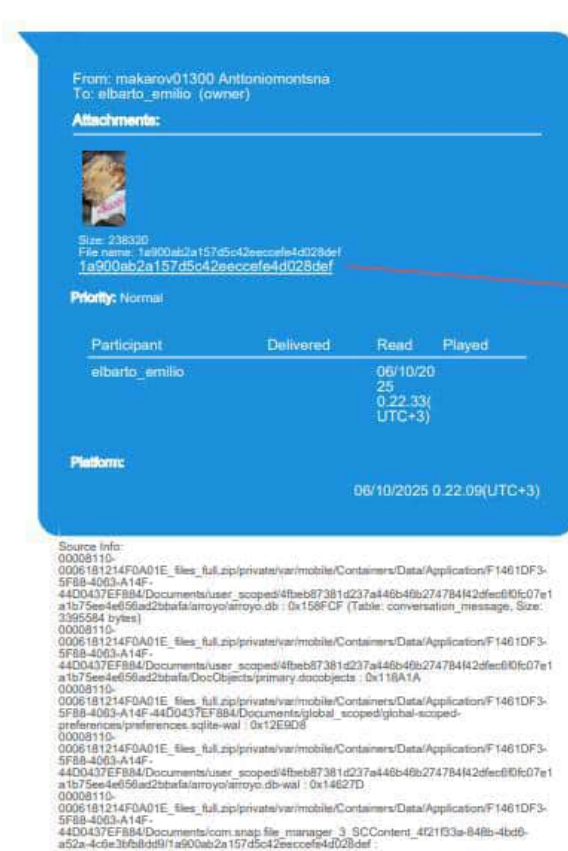 From: makarov01300 Anttoniomontsna
To: elbarto_emilio (owner)
Attachments:
Size: 238320
File name: 1a900ab2a157d5c42eeccefe4d028def
1a900ab2a157d5c42eeccefe4d028def
Priority: Normal
Participant Delivered Read Played
elbarto_emilio 06/10/20
25
0.22.33(
UTC+3)
Platform:
06/10/2025 0.22.09(UTC+3)
Source Info:
00008110-
0006181214F0A01E_files_full.zip/private/var/mobile/Containers/Data/Application/F1461DF3-
5F88-4063-A14F-
44D0437EF884/Documents/user_scoped/4fbeb87381d237a446b46b274784f42dfec6f0fc07e1
a1b75ee4e656ad2bbafa/arroyo/arroyo.db : 0x158FCF (Table: conversation_message, Size:
3395584 bytes)
00008110-
0006181214F0A01E_files_full.zip/private/var/mobile/Containers/Data/Application/F1461DF3-
5F88-4063-A14F-
44D0437EF884/Documents/user_scoped/4fbeb87381d237a446b46b274784f42dfec6f0fc07e1
a1b75ee4e656ad2bbafa/DocObjects/primary.docobjects : 0x118A1A
00008110-
0006181214F0A01E_files_full.zip/private/var/mobile/Containers/Data/Application/F1461DF3-
5F88-4063-A14F-44D0437EF884/Documents/global_scoped/global-scoped-
preferences/preferences.sqlite-wal : 0x12E9D8
00008110-
0006181214F0A01E_files_full.zip/private/var/mobile/Containers/Data/Application/F1461DF3-
5F88-4063-A14F-
44D0437EF884/Documents/user_scoped/4fbeb87381d237a446b46b274784f42dfec6f0fc07e1
a1b75ee4e656ad2bbafa/arroyo/arroyo.db-wal : 0x14627D
00008110-
0006181214F0A01E_files_full.zip/private/var/mobile/Containers/Data/Application/F1461DF3-
5F88-4063-A14F-
44D0437EF884/Documents/com.snap.file_manager_3_SCContent_4f21f33a-848b-4bd6-
a52a-4c6e3bfb8dd9/1a900ab2a157d5c42eeccefe4d028def :